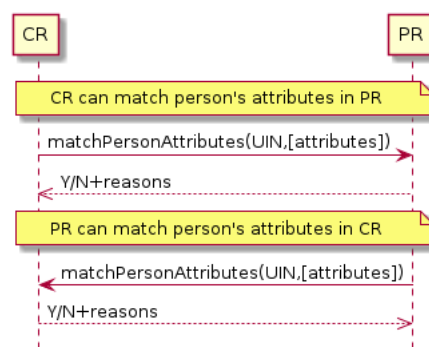 CR
PR
CR can match person's attributes in PR
matchPersonAttributes(UIN,[attributes])
Y/N+reasons
PR can match person's attributes in CR
matchPersonAttributes(UIN,[attributes])
Y/N+reasons